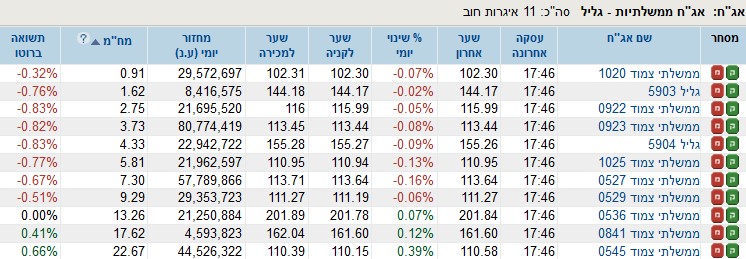 אג"ח: אג"ח ממשלתיות - גליל סה"כ: 11 איגרות חוב
מסחר שם אג"ח עסקה אחרונה שער אחרון % שינוי יומי שער לקניה שער למכירה מחזור יומי (ע.נ) מח"מ ? תשואה ברוטו
ק מ ממשלתי צמוד 1020 17:46 102.30 -0.07% 102.30 102.31 29,572,697 0.91 -0.32%
ק מ גליל 5903 17:46 144.17 -0.02% 144.17 144.18 8,416,575 1.62 -0.76%
ק מ ממשלתי צמוד 0922 17:46 115.99 -0.05% 115.99 116 21,695,520 2.75 -0.83%
ק מ ממשלתי צמוד 0923 17:46 113.44 -0.08% 113.44 113.45 80,774,419 3.73 -0.82%
ק מ גליל 5904 17:46 155.26 -0.09% 155.27 155.28 22,942,722 4.33 -0.83%
ק מ ממשלתי צמוד 1025 17:46 110.95 -0.13% 110.94 110.95 21,962,597 5.81 -0.77%
ק מ ממשלתי צמוד 0527 17:46 113.64 -0.16% 113.64 113.71 57,789,866 7.30 -0.67%
ק מ ממשלתי צמוד 0529 17:46 111.27 -0.06% 111.19 111.27 29,353,723 9.29 -0.51%
ק מ ממשלתי צמוד 0536 17:46 201.84 0.07% 201.78 201.89 21,250,884 13.26 0.00%
ק מ ממשלתי צמוד 0841 17:46 162.04 0.12% 161.60 162.04 4,593,823 17.62 0.41%
ק מ ממשלתי צמוד 0545 17:46 110.58 0.39% 110.15 110.39 44,526,322 22.67 0.66%